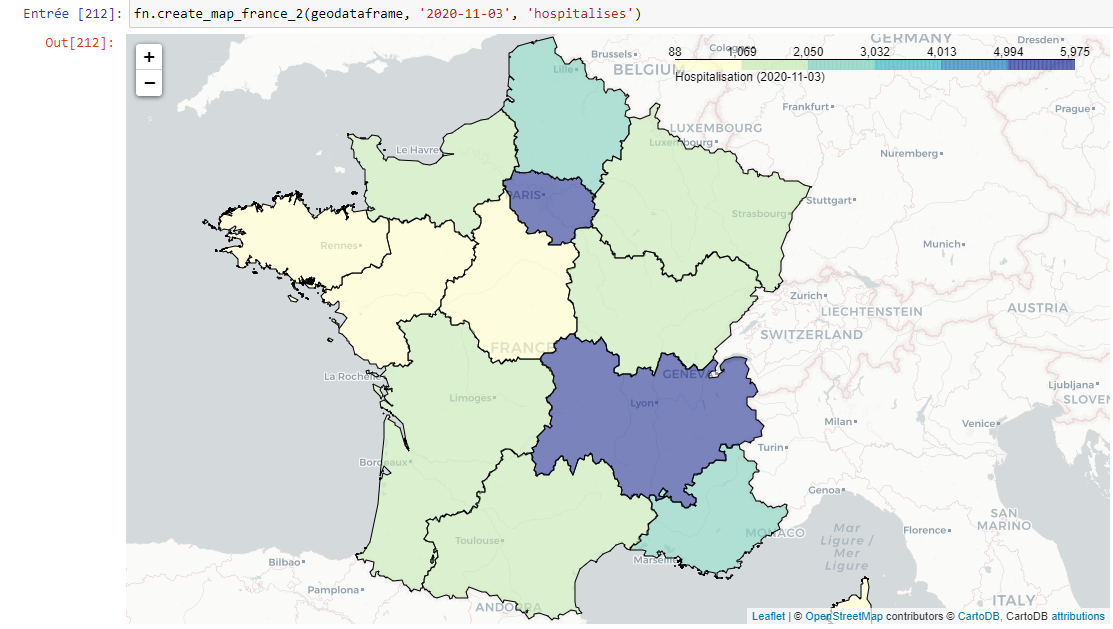 Entrée [212]: fn.create_map_france_2(geodataframe, '2020-11-03', 'hospitalises')
Out[212]:
+
−
88 1,069 2,050 3,032 4,013 4,994 5,975
Hospitalisation (2020-11-03)
GERMANY
Dresden
Brussels
Lille
BELGIUM
Frankfurt
Prague
LUXEMBOURG
Luxembourg
Le Havre
Nuremberg
PARIS
Stuttgart
Strasbourg
Rennes
Munich
Zurich
LIECHTENSTEIN
AUSTRIA
SWITZERLAND
FRANCE
La Rochelle
GENEVA
Ljubljana
Limoges
Lyon
SLOVEN
Milan
Venice
Turin
Bordeaux
Genoa
SAN
MARINO
Toulouse
MONACO
Mar
Ligure /
Mer
Ligure
Florence
Marseille
Bilbao
Pamplona
ANDORRA
ITALY
Leaflet | © OpenStreetMap contributors © CartoDB, CartoDB attributions